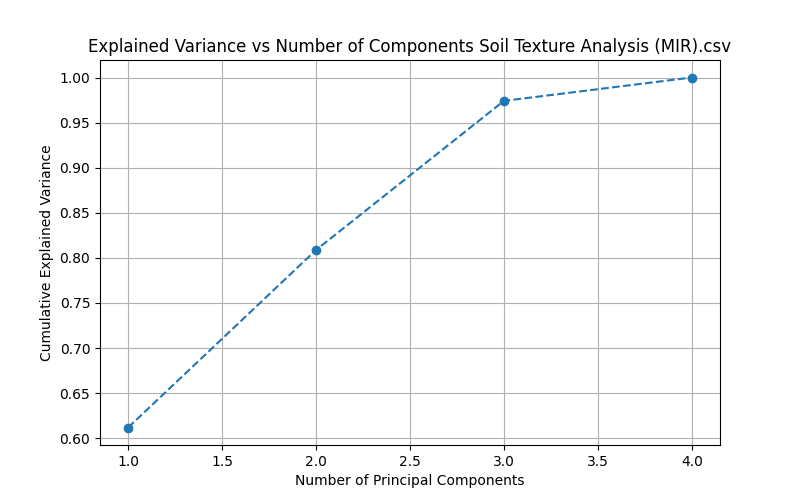 Explained Variance vs Number of Components Soil Texture Analysis (MIR).csv
Cumulative Explained Variance
1.00
0.95
0.90
0.85
0.80
0.75
0.70
0.65
0.60
1.0 1.5 2.0 2.5 3.0 3.5 4.0
Number of Principal Components